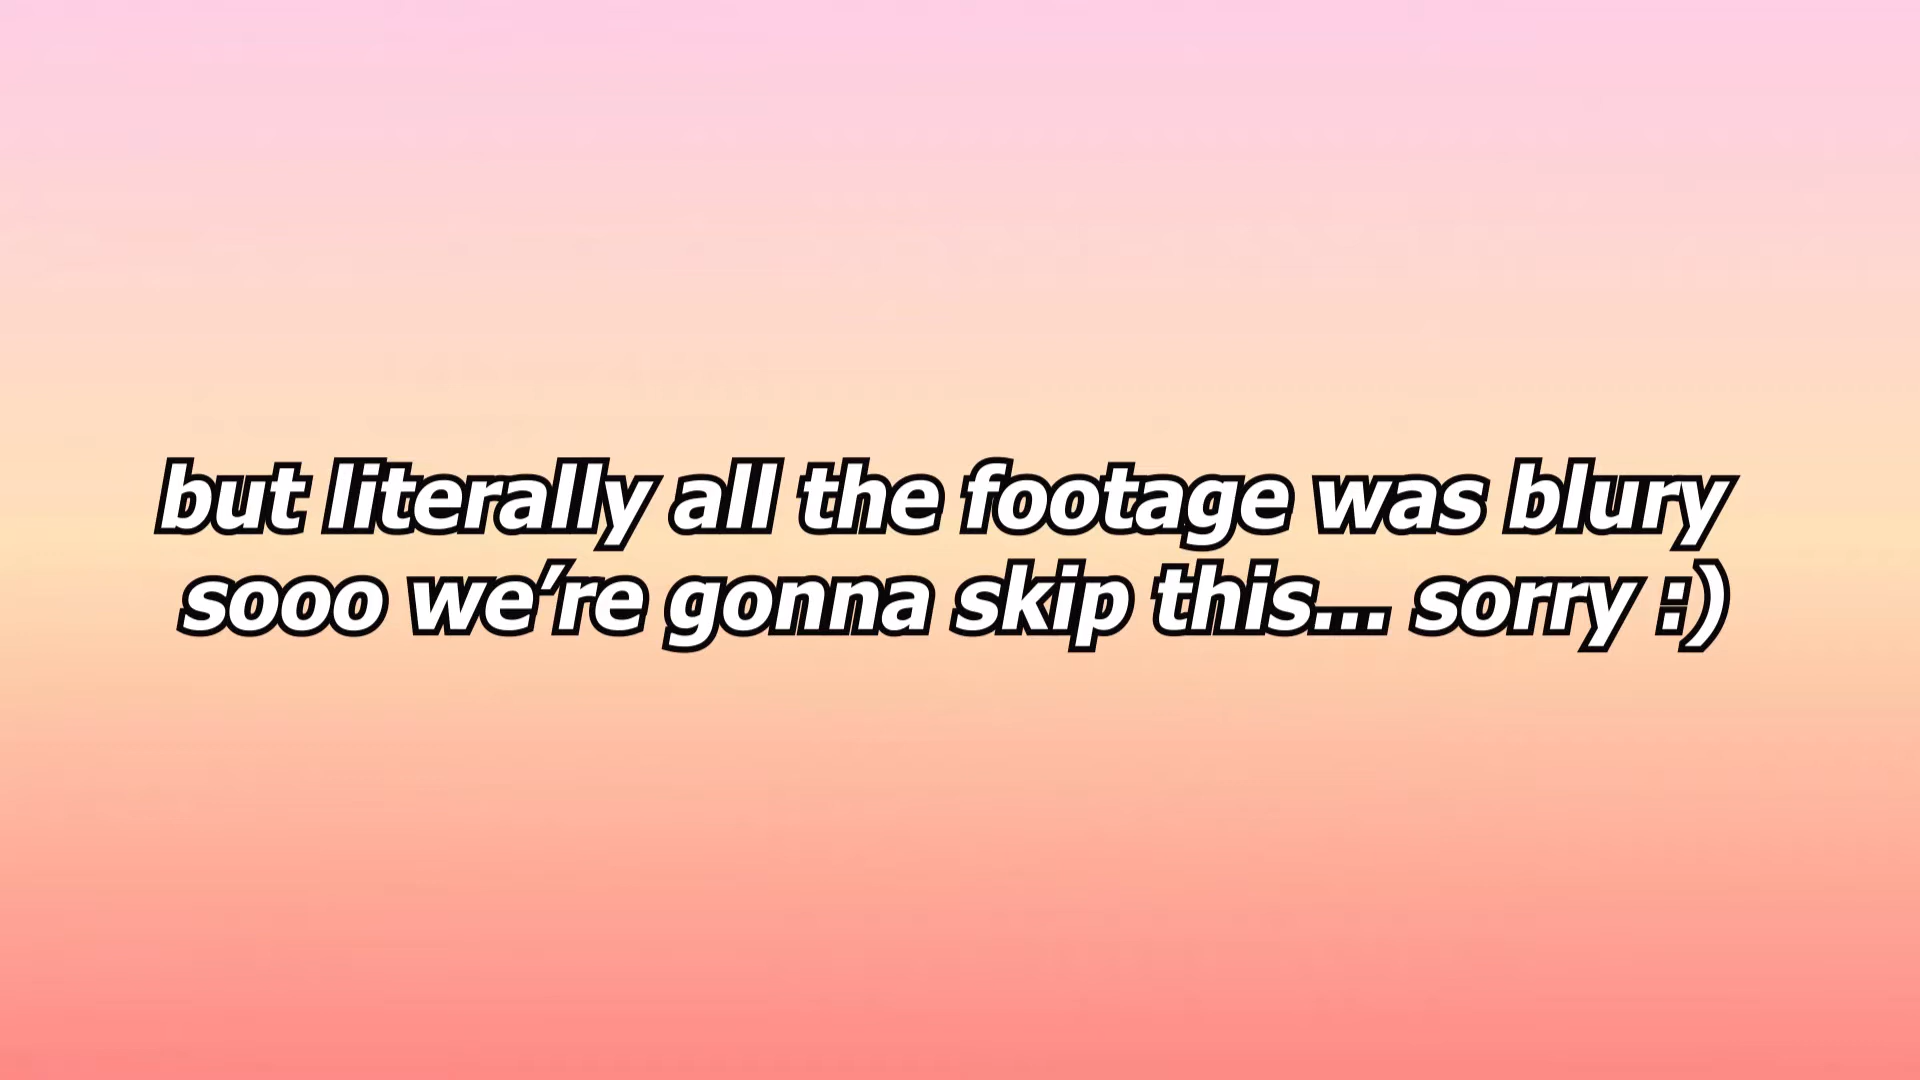 but literally all the footage was blury
sooo we’re gonna skip this... sorry :)